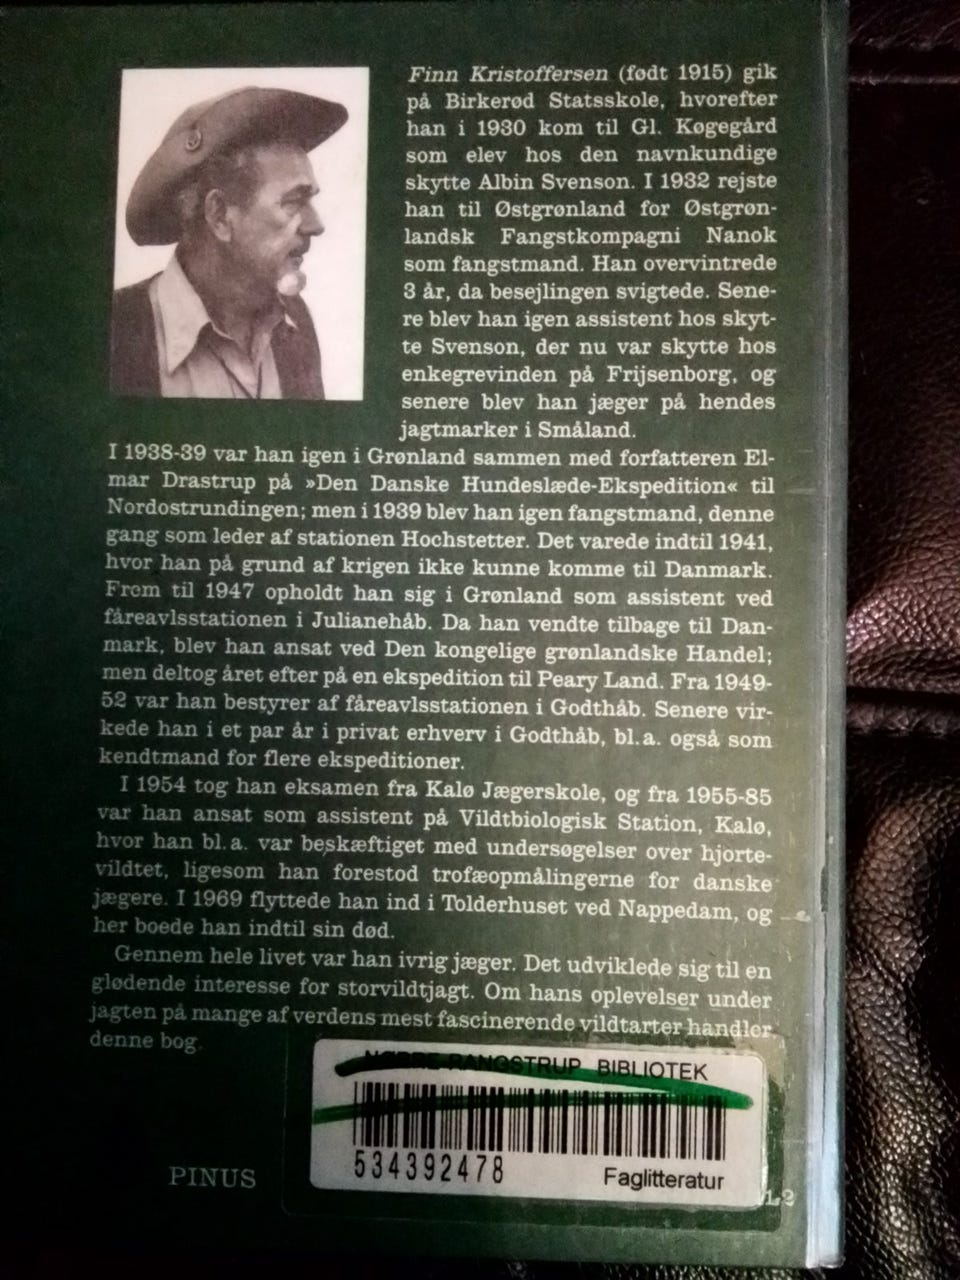 Finn Kristoffersen (født 1915) gik
på Birkerød Statsskole, hvorefter
han i 1930 kom til Gl. Køgegård
som elev hos den navnkundige
skytte Albin Svenson. I 1932 rejste
han til Østgrønland for Østgrøn-
landsk Fangstkompagni Nanok
som fangstmand. Han overvintrede
3 år, da besejlingen svigtede. Sene-
re blev han igen assistent hos skyt-
te Svenson, der nu var skytte hos
enkegrevinden på Frijsenborg, og
senere blev han jæger på hendes
jagtmarker i Småland.
I 1938-39 var han igen i Grønland sammen med forfatteren El-
mar Drastrup på »Den Danske Hundeslæde-Ekspedition« til
Nordostrundingen; men i 1939 blev han igen fangstmand, denne
gang som leder af stationen Hochstetter. Det varede indtil 1941,
hvor han på grund af krigen ikke kunne komme til Danmark.
Frem til 1947 opholdt han sig i Grønland som assistent ved
fåreavlsstationen i Julianehåb. Da han vendte tilbage til Dan-
mark, blev han ansat ved Den kongelige grønlandske Handel;
men deltog året efter på en ekspedition til Peary Land. Fra 1949-
52 var han bestyrer af fåreavlsstationen i Godthåb. Senere vir-
kede han i et par år i privat erhverv i Godthåb, bl.a. også som
kendtmand for flere ekspeditioner.
I 1954 tog han eksamen fra Kalø Jægerskole, og fra 1955-85
var han ansat som assistent på Vildtbiologisk Station, Kalø,
hvor han bl.a. var beskæftiget med undersøgelser over hjorte-
vildtet, ligesom han forestod trofæopmålingerne for danske
jægere. I 1969 flyttede han ind i Tolderhuset ved Nappedam, og
her boede han indtil sin død.
Gennem hele livet var han ivrig jæger. Det udviklede sig til en
glødende interesse for storvildtjagt. Om hans oplevelser under
jagten på mange af verdens mest fascinerende vildtarter handler
denne bog.
NØRRE-RANGSTRUP BIBLIOTEK
534392478
Faglitteratur
PINUS